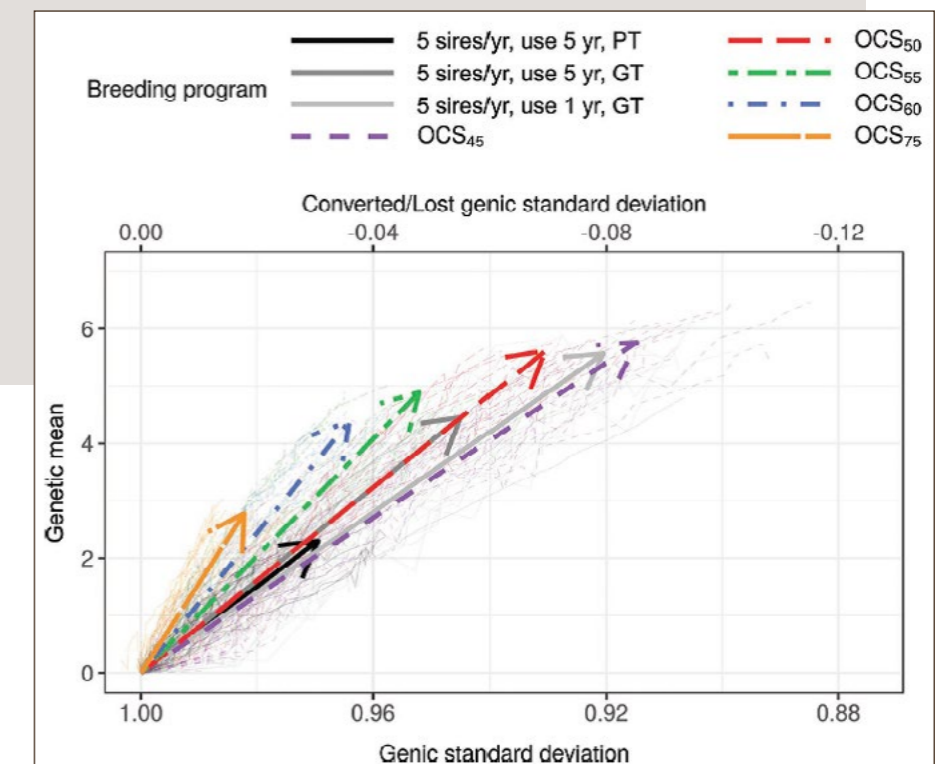 Breeding program
5 sires/yr, use 5 yr, PT
5 sires/yr, use 5 yr, GT
5 sires/yr, use 1 yr, GT
OCS45
OCS50
OCS55
OCS60
OCS75
Converted/Lost genic standard deviation
0.00 -0.04 -0.08 -0.12
Genetic mean
6
4
2
0
1.00 0.96 0.92 0.88
Genic standard deviation